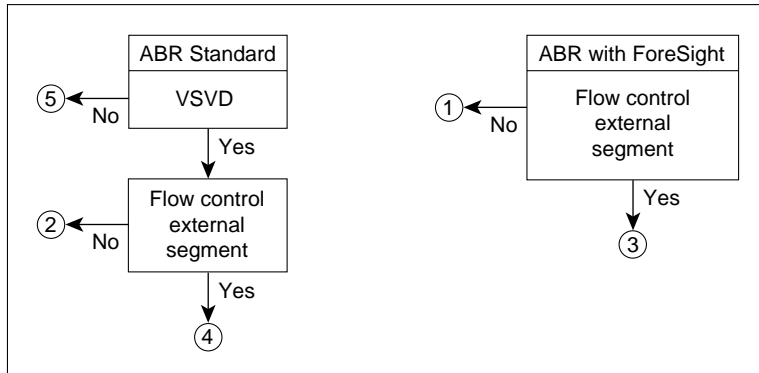 ABR Standard
VSVD
5
No
Yes
Flow control
external
segment
2
No
Yes
4
ABR with ForeSight
Flow control
external
segment
1
No
Yes
3